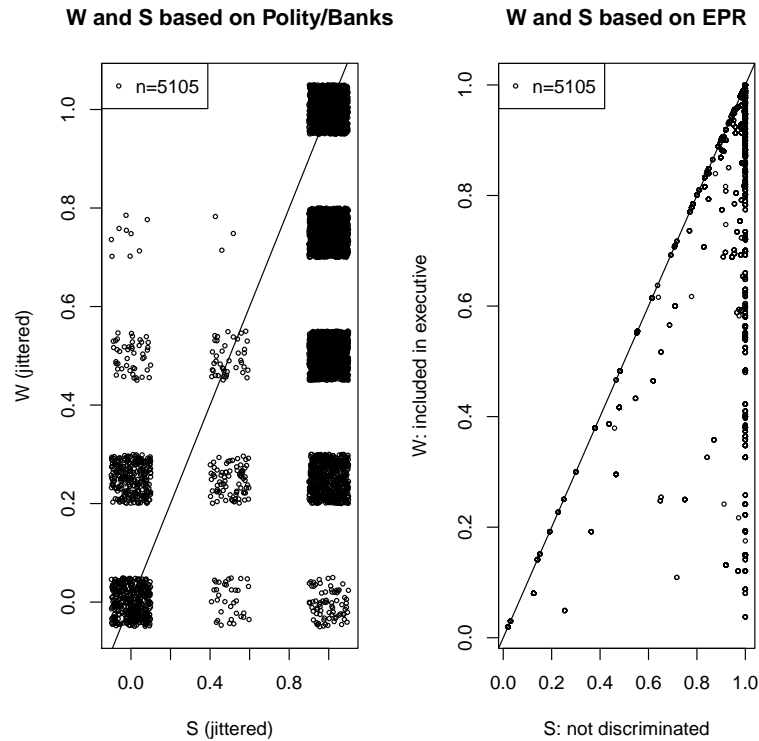 W and S based on Polity/Banks
n=5105
1.0
0.8
0.6
0.4
0.2
0.0
W (jittered)
0.0 0.4 0.8
S (jittered)
W and S based on EPR
n=5105
1.0
0.8
0.6
0.4
0.2
0.0
W: included in executive
0.0 0.2 0.4 0.6 0.8 1.0
S: not discriminated